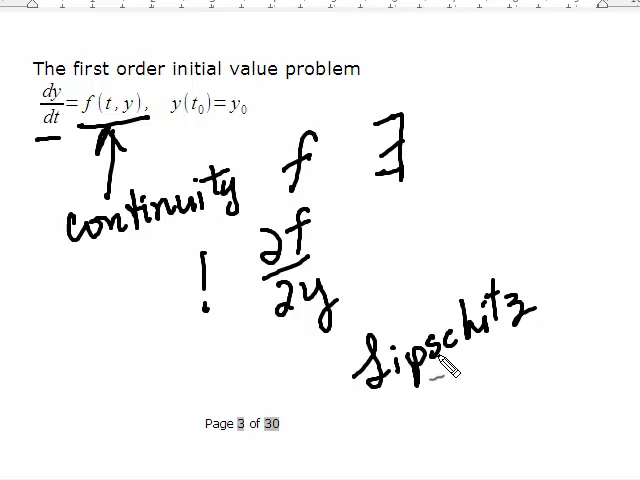 The first order initial value problem
dy/dt = f(t, y), y(t₀)=y₀
continuity f ∃
! ∂f/∂y
Lipschitz
Page 3 of 30